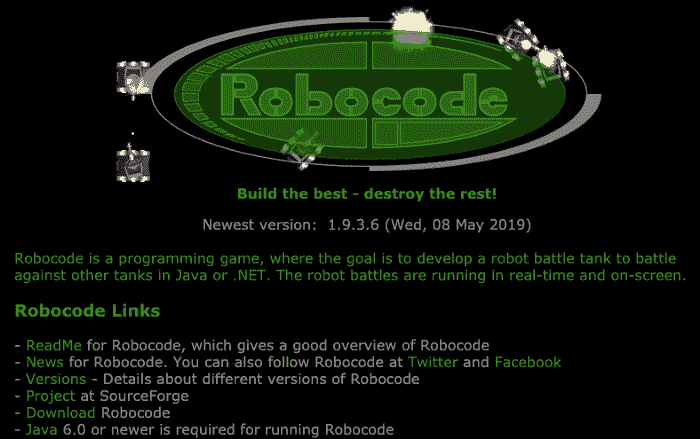 Robocode
Build the best - destroy the rest!
Newest version: 1.9.3.6 (Wed, 08 May 2019)
Robocode is a programming game, where the goal is to develop a robot battle tank to battle
against other tanks in Java or .NET. The robot battles are running in real-time and on-screen.
Robocode Links
- ReadMe for Robocode, which gives a good overview of Robocode
- News for Robocode. You can also follow Robocode at Twitter and Facebook
- Versions - Details about different versions of Robocode
- Project at SourceForge
- Download Robocode
- Java 6.0 or newer is required for running Robocode